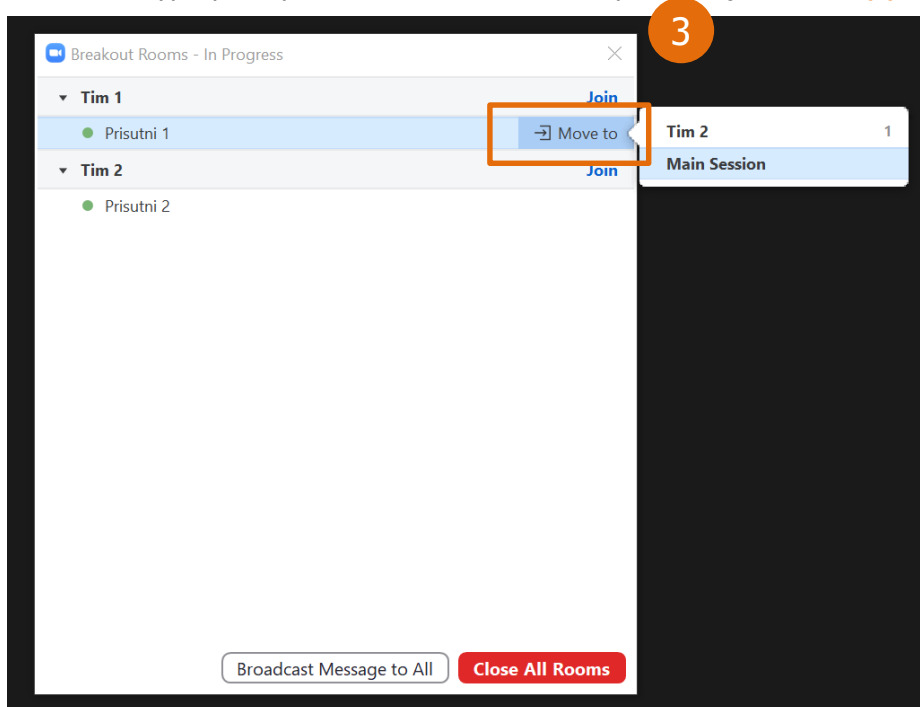 3
Breakout Rooms - In Progress
Tim 1 Join
Prisutni 1 Move to
Tim 2 1
Main Session
Tim 2 Join
Prisutni 2
Broadcast Message to All Close All Rooms